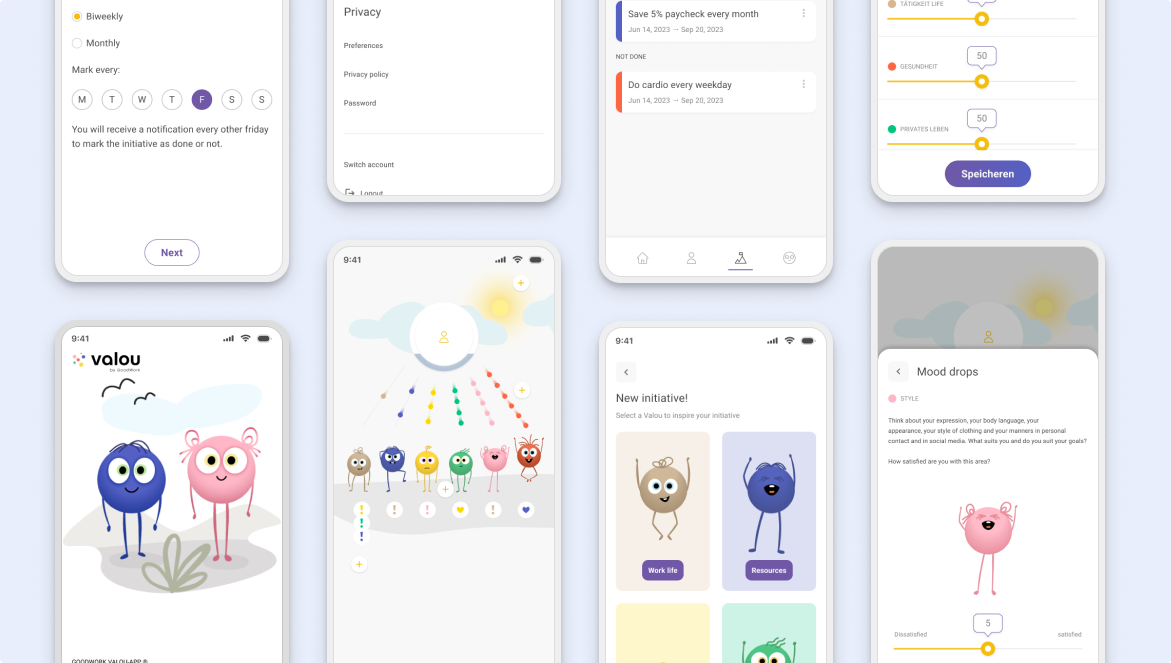 Biweekly
Monthly
Mark every:
M T W T F S S
You will receive a notification every other friday
to mark the initiative as done or not.
Next
Privacy
Preferences
Privacy policy
Password
Switch account
Logout
Save 5% paycheck every month
Jun 14, 2023 → Sep 20, 2023
NOT DONE
Do cardio every weekday
Jun 14, 2023 → Sep 20, 2023
TÄTIGKEIT LIFE
50
GESUNDHEIT
50
PRIVATES LEBEN
Speichern
9:41
valou
by GoodWork
GOODWORK VALOU-APP ®
9:41
9:41
New initiative!
Select a Valou to inspire your initiative
Work life
Resources
Mood drops
STYLE
Think about your expression, your body language, your
appearance, your style of clothing and your manners in personal
contact and in social media. What suits you and do you suit your goals?
How satisfied are you with this area?
5
Dissatisfied
satisfied